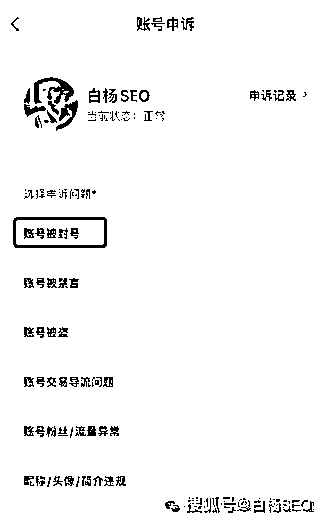 账号申诉
白杨SEO
申诉记录
当前状态：正常
选择申诉问题*
账号被封号
账号被禁言
账号被盗
账号交易导流问题
账号粉丝/流量异常
昵称/头像/简介违规
搜狐号@白杨SEO